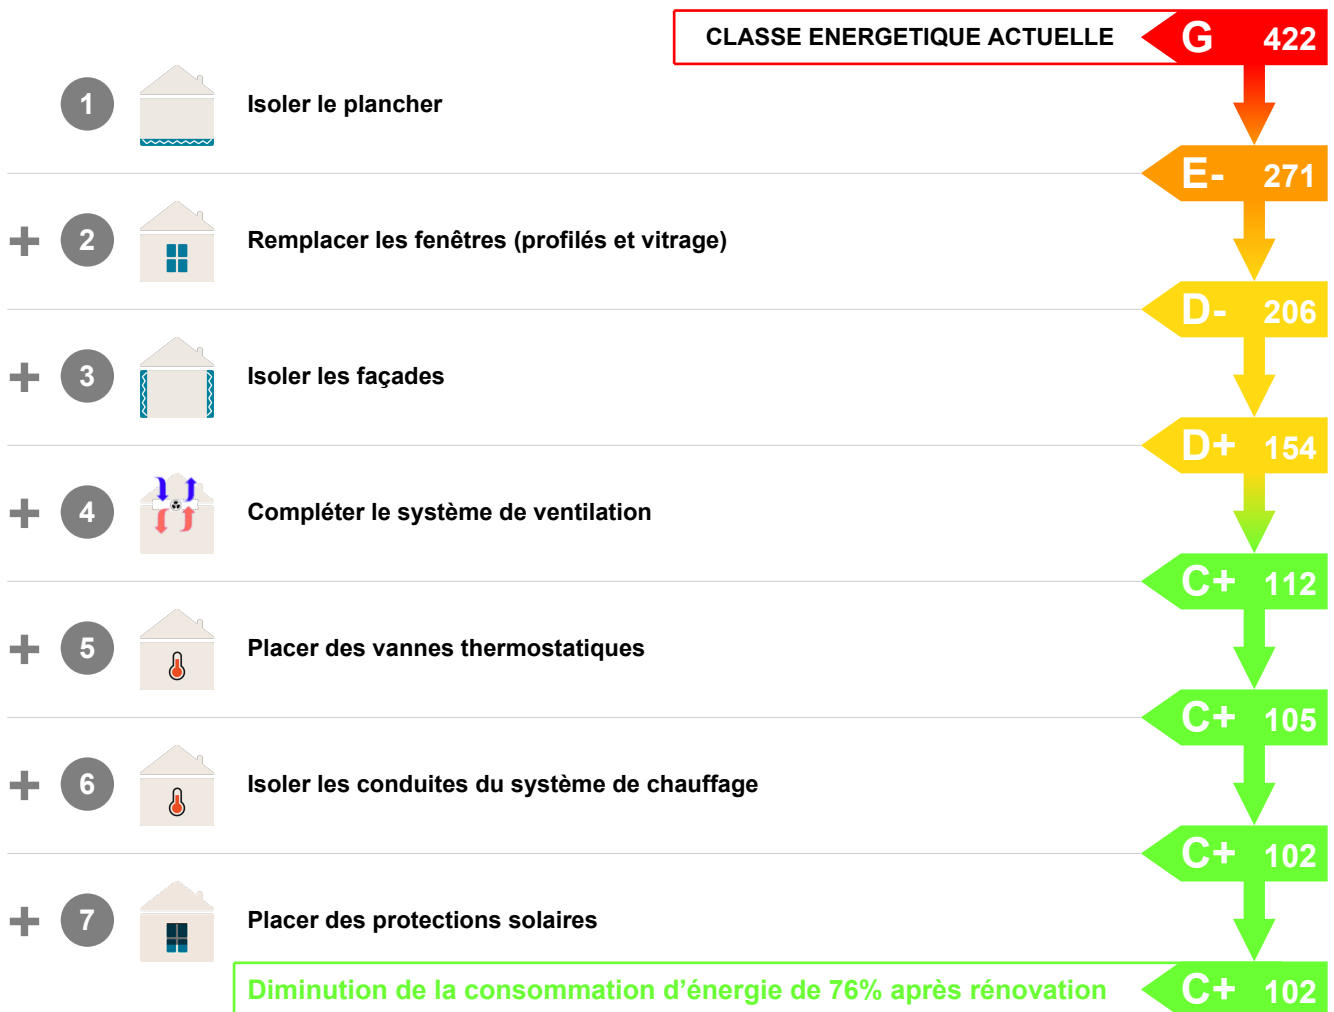 CLASSE ENERGETIQUE ACTUELLE G 422
1 Isoler le plancher
E- 271
+ 2 Remplacer les fenêtres (profilés et vitrage)
D- 206
+ 3 Isoler les façades
D+ 154
+ 4 Compléter le système de ventilation
C+ 112
+ 5 Placer des vannes thermostatiques
C+ 105
+ 6 Isoler les conduites du système de chauffage
C+ 102
+ 7 Placer des protections solaires
Diminution de la consommation d’énergie de 76% après rénovation C+ 102